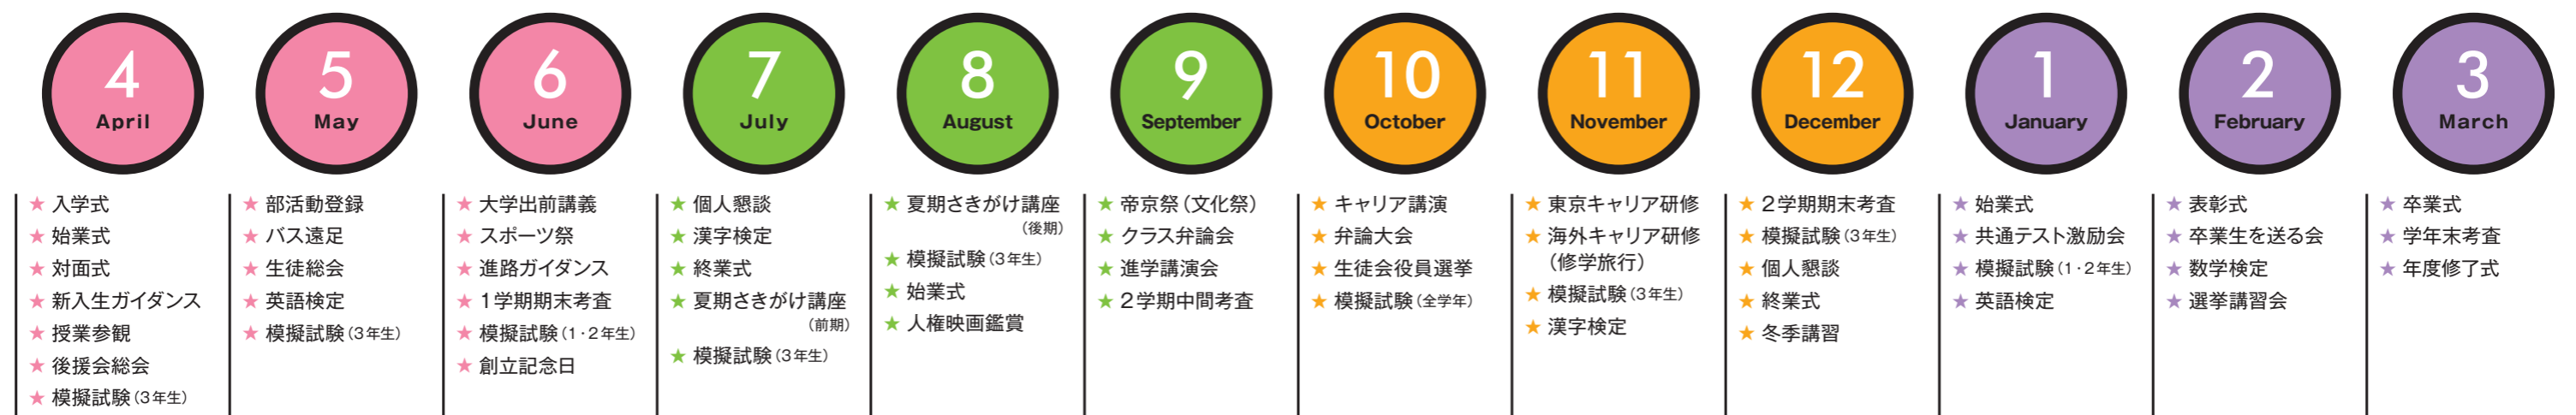 4
April
★ 入学式
★ 始業式
★ 対面式
★ 新入生ガイダンス
★ 授業参観
★ 後援会総会
★ 模擬試験（3年生）
5
May
★ 部活動登録
★ バス遠足
★ 生徒総会
★ 英語検定
★ 模擬試験（3年生）
6
June
★ 大学出前講義
★ スポーツ祭
★ 進路ガイダンス
★ 1学期期末考査
★ 模擬試験（1・2年生）
★ 創立記念日
7
July
★ 個人懇談
★ 漢字検定
★ 終業式
★ 夏期さきがけ講座
（前期）
★ 模擬試験（3年生）
8
August
★ 夏期さきがけ講座
（後期）
★ 模擬試験（3年生）
★ 始業式
★ 人権映画鑑賞
9
September
★ 帝京祭（文化祭）
★ クラス弁論会
★ 進学講演会
★ 2学期中間考査
10
October
★ キャリア講演
★ 弁論大会
★ 生徒会役員選挙
★ 模擬試験（全学年）
11
November
★ 東京キャリア研修
★ 海外キャリア研修
（修学旅行）
★ 模擬試験（3年生）
★ 漢字検定
12
December
★ 2学期期末考査
★ 模擬試験（3年生）
★ 個人懇談
★ 終業式
★ 冬季講習
1
January
★ 始業式
★ 共通テスト激励会
★ 模擬試験（1・2年生）
★ 英語検定
2
February
★ 表彰式
★ 卒業生を送る会
★ 数学検定
★ 選挙講習会
3
March
★ 卒業式
★ 学年末考査
★ 年度修了式